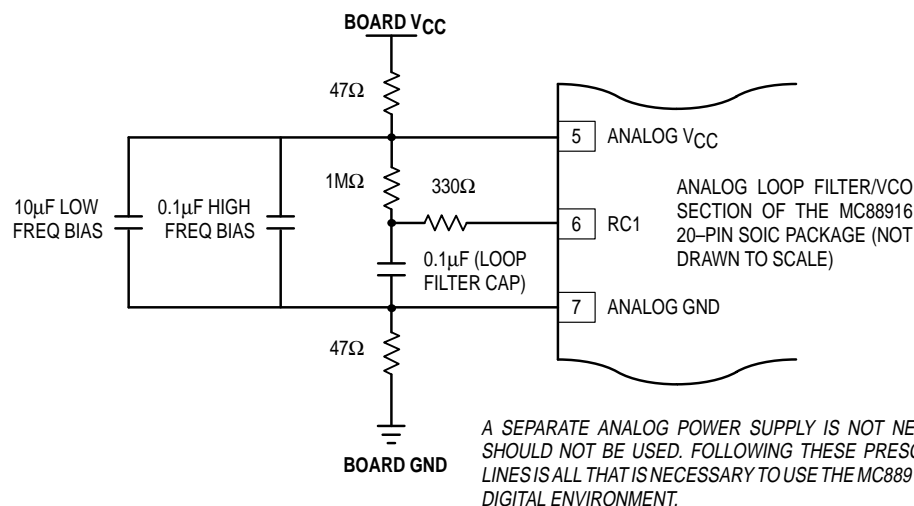 BOARD VCC
47Ω
5 ANALOG VCC
1MΩ
330Ω
10µF LOW
FREQ BIAS
0.1µF HIGH
FREQ BIAS
6 RC1
ANALOG LOOP FILTER/VCO
SECTION OF THE MC88916
20–PIN SOIC PACKAGE (NOT
DRAWN TO SCALE)
0.1µF (LOOP
FILTER CAP)
7 ANALOG GND
47Ω
BOARD GND
A SEPARATE ANALOG POWER SUPPLY IS NOT NE
SHOULD NOT BE USED. FOLLOWING THESE PRESC
LINES IS ALL THAT IS NECESSARY TO USE THE MC889
DIGITAL ENVIRONMENT.